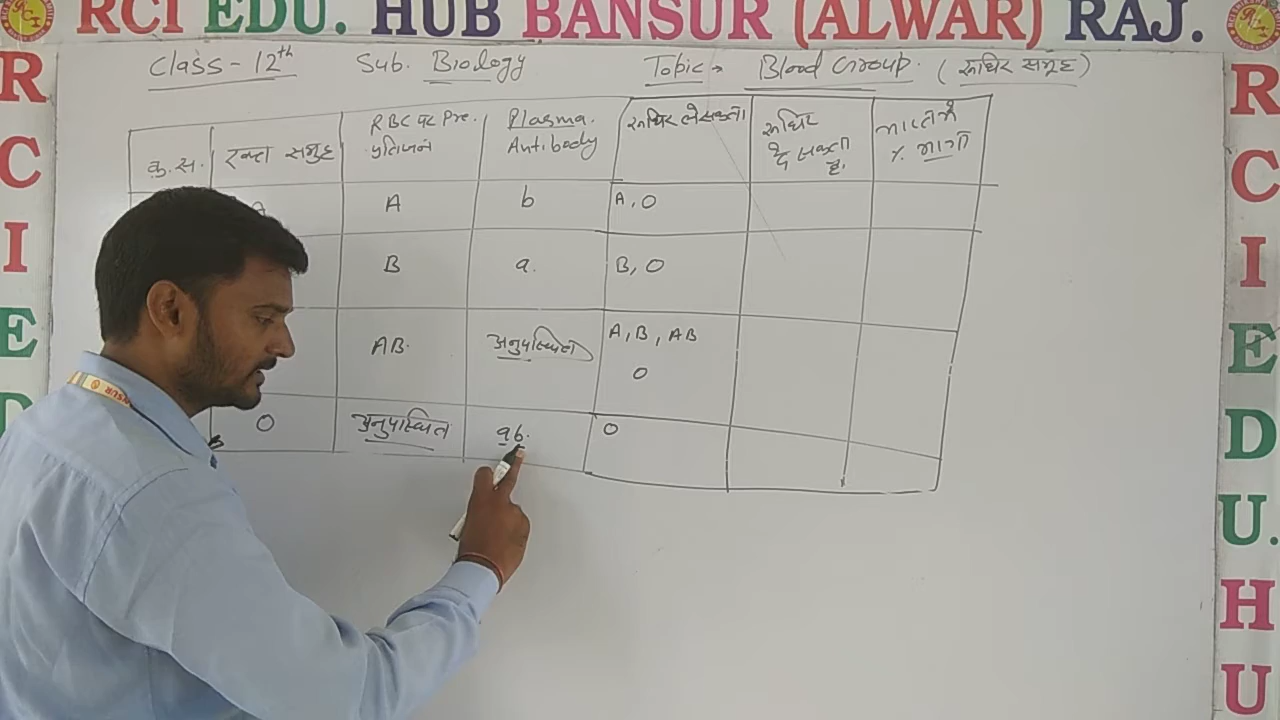 RCI EDU. HUB BANSUR (ALWAR) RAJ.
Class - 12th Sub. Biology Topic → Blood Group. (रूधिर समूह)
क्र.स. रक्त समुह RBC पर Pre. प्रतिजन Plasma. Antibody रूधिर ले सकता रूधिर दे सकता है. भारत में % मात्रा
A A b A, O
B a. B, O
AB. अनुपस्थित A, B, AB
O
O अनुपस्थित ab. O
R
C
I
E
D
R
C
I
E
D
U.
H
U